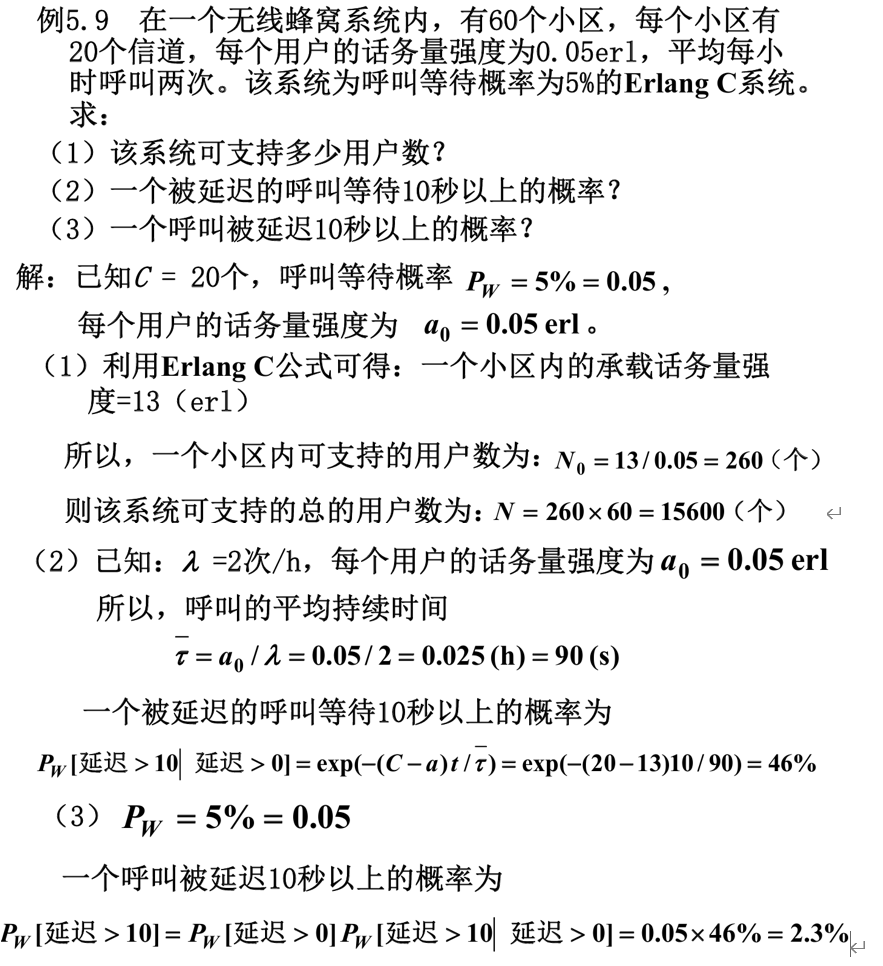 例5.9 在一个无线蜂窝系统内，有60个小区，每个小区有
20个信道，每个用户的话务量强度为0.05erl，平均每小
时呼叫两次。该系统为呼叫等待概率为5%的Erlang C系统。
求：
（1）该系统可支持多少用户数？
（2）一个被延迟的呼叫等待10秒以上的概率？
（3）一个呼叫被延迟10秒以上的概率？
解：已知C = 20个，呼叫等待概率 P_W = 5% = 0.05 ,
每个用户的话务量强度为 a_0 = 0.05 erl 。
（1）利用Erlang C公式可得：一个小区内的承载话务量强
度=13（erl）
所以，一个小区内可支持的用户数为：N_0 = 13 / 0.05 = 260（个）
则该系统可支持的总的用户数为：N = 260 × 60 = 15600（个） ↵
（2）已知：λ =2次/h，每个用户的话务量强度为 a_0 = 0.05 erl
所以，呼叫的平均持续时间
τ̄ = a_0 / λ = 0.05 / 2 = 0.025 (h) = 90 (s)
一个被延迟的呼叫等待10秒以上的概率为
P_W [延迟 > 10| 延迟 > 0] = exp(−(C − a) t / τ̄) = exp(−(20 − 13)10 / 90) = 46%
（3） P_W = 5% = 0.05
一个呼叫被延迟10秒以上的概率为
P_W [延迟 > 10] = P_W [延迟 > 0] P_W [延迟 > 10| 延迟 > 0] = 0.05 × 46% = 2.3% ↵